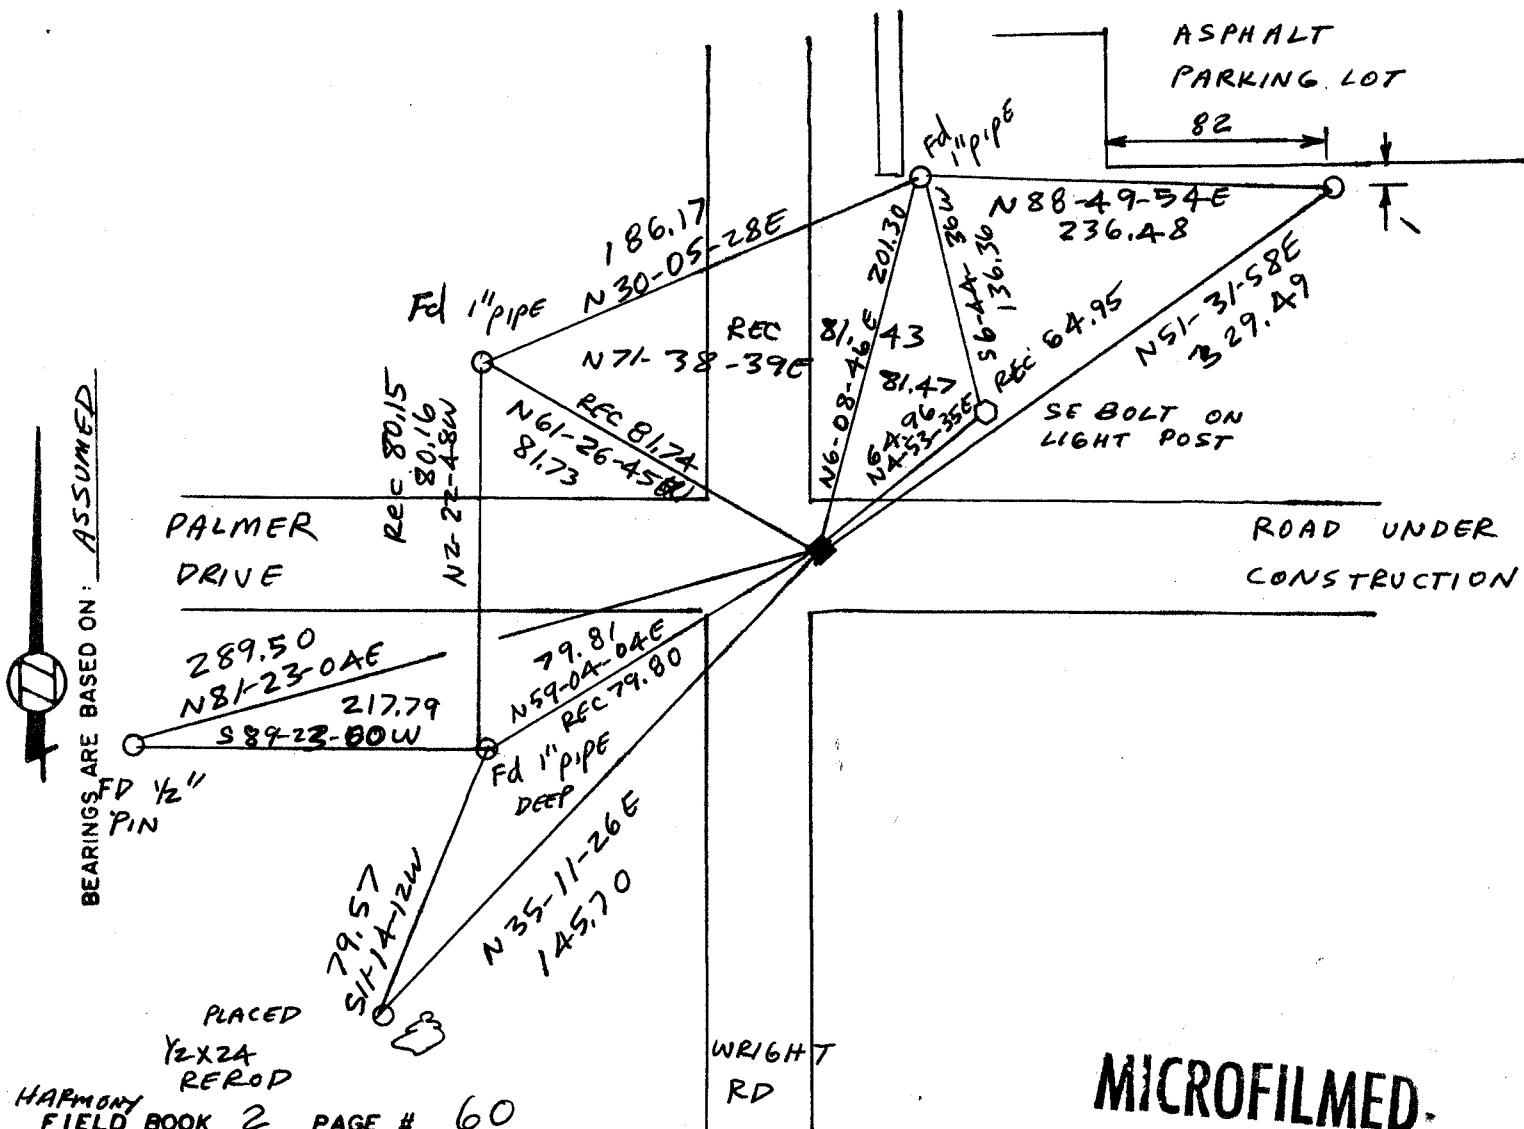 ASPHALT
PARKING LOT
82
Fd 1" PIPE
N88-49-54E
236.48
186.17
N30-05-28E
201.30
N6-08-46E
S6-44-36W
136.36
N51-31-58E
329.49
Fd 1" PIPE
REC 81.43
N71-38-39E
81.47
REC 64.95
64.96
N4-53-35E
SE BOLT ON
LIGHT POST
REC 81.74
N61-26-45
81.73
REC 80.15
80.16
N2-22-48W
BEARINGS ARE BASED ON: ASSUMED
PALMER
DRIVE
ROAD UNDER
CONSTRUCTION
289.50
N81-23-04E
217.79
79.81
N59-04-04E
REC 79.80
Fd 1" PIPE
DEEP
FD 1/2"
PIN
79.57
S11-14-12W
N35-11-26E
145.70
PLACED
1/2X24
REROD
WRIGHT
RD
HARMONY
FIELD BOOK 2 PAGE # 60
MICROFILMED